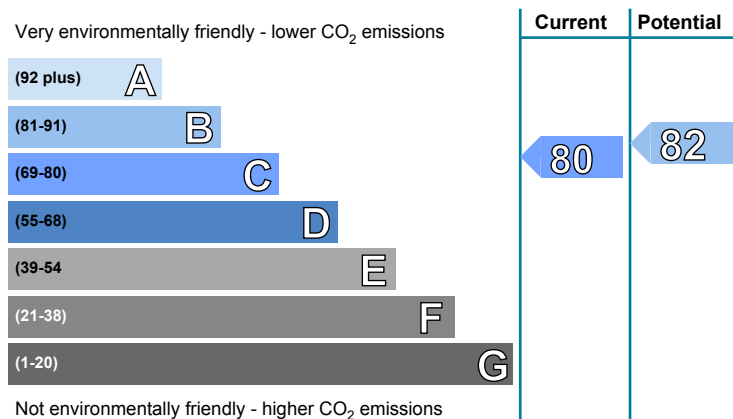 Very environmentally friendly - lower CO2 emissions
Current
Potential
(92 plus) A
(81-91) B
(69-80) C
(55-68) D
(39-54 E
(21-38) F
(1-20) G
80
82
Not environmentally friendly - higher CO2 emissions